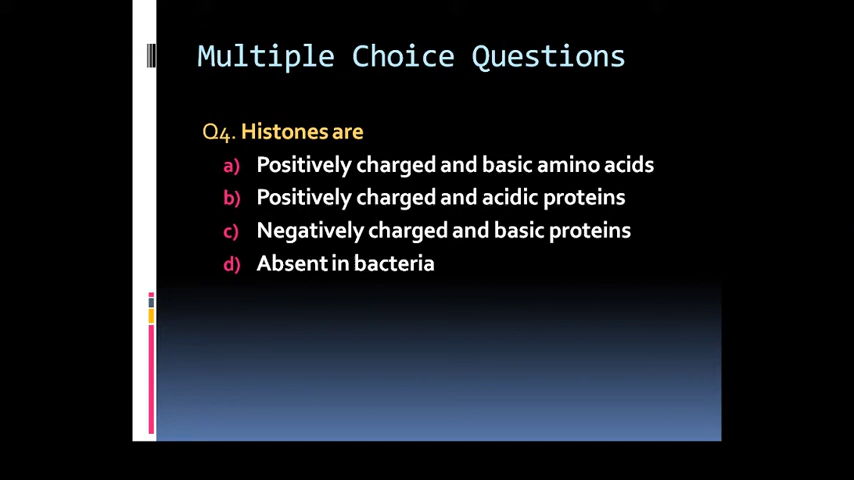 Multiple Choice Questions
Q4. Histones are
a) Positively charged and basic amino acids
b) Positively charged and acidic proteins
c) Negatively charged and basic proteins
d) Absent in bacteria